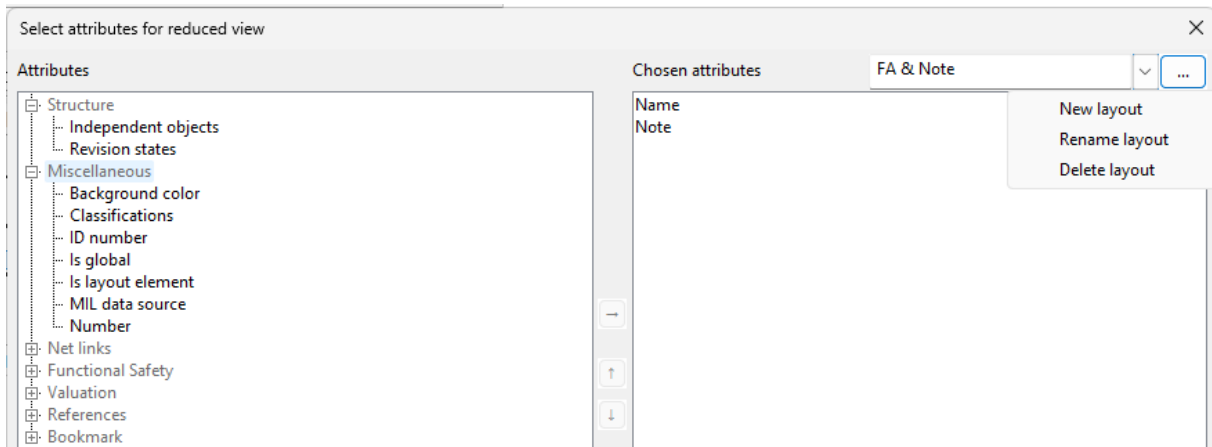 Select attributes for reduced view
Attributes
Chosen attributes
FA & Note
...
Structure
Independent objects
Revision states
Miscellaneous
Background color
Classifications
ID number
Is global
Is layout element
MIL data source
Number
Net links
Functional Safety
Valuation
References
Bookmark
Name
Note
New layout
Rename layout
Delete layout